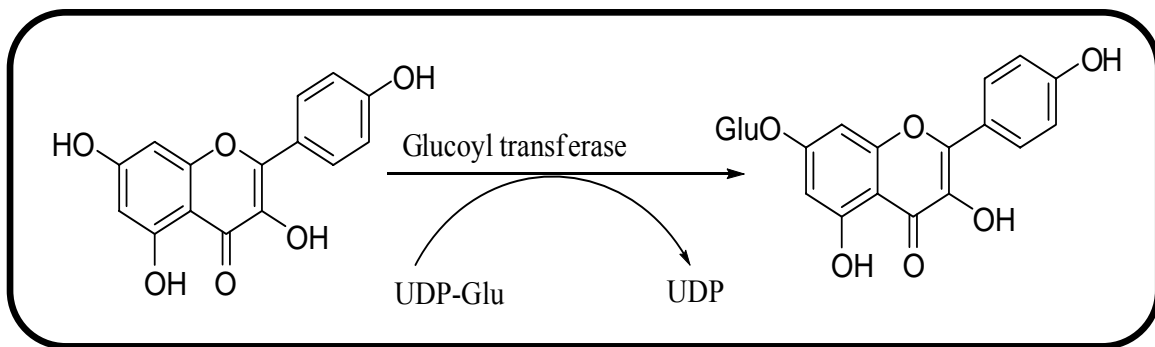 OH
HO
O
OH
OH
O
Glucoyl transferase
UDP-Glu
UDP
OH
GluO
O
OH
OH
O